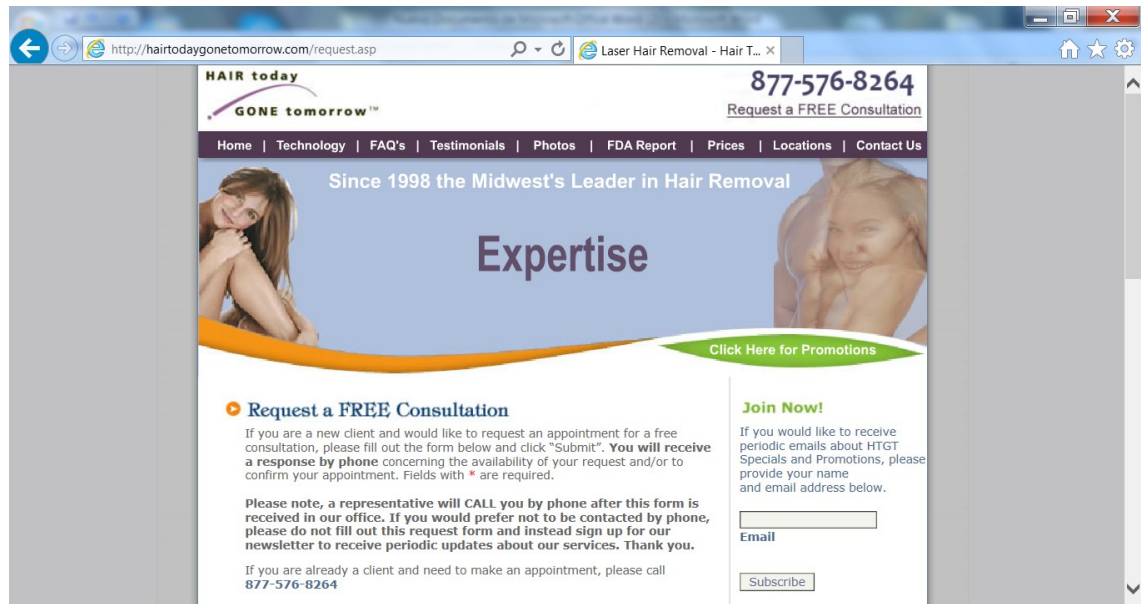 http://hairtodaygonetomorrow.com/request.asp
Laser Hair Removal - Hair T...
HAIR today
GONE tomorrow™
877-576-8264
Request a FREE Consultation
Home | Technology | FAQ's | Testimonials | Photos | FDA Report | Prices | Locations | Contact Us
Since 1998 the Midwest's Leader in Hair Removal
Expertise
Click Here for Promotions
Request a FREE Consultation
If you are a new client and would like to request an appointment for a free
consultation, please fill out the form below and click "Submit". You will receive
a response by phone concerning the availability of your request and/or to
confirm your appointment. Fields with * are required.
Please note, a representative will CALL you by phone after this form is
received in our office. If you would prefer not to be contacted by phone,
please do not fill out this request form and instead sign up for our
newsletter to receive periodic updates about our services. Thank you.
If you are already a client and need to make an appointment, please call
877-576-8264
Join Now!
If you would like to receive
periodic emails about HTGT
Specials and Promotions, please
provide your name
and email address below.
Email
Subscribe